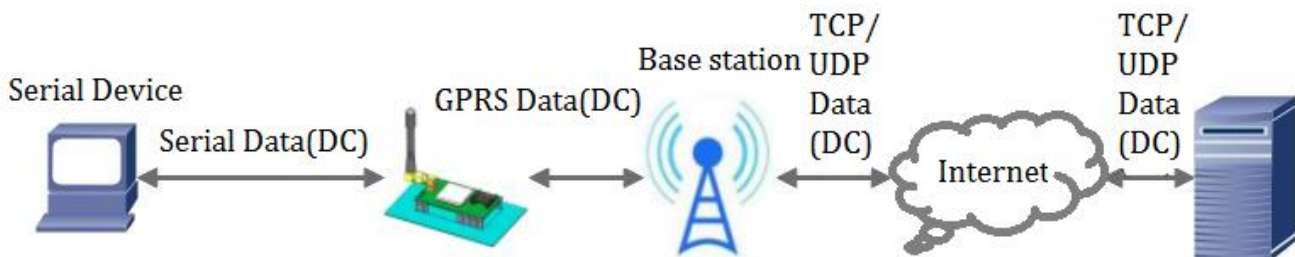 Serial Device
Serial Data(DC)
GPRS Data(DC)
Base station
TCP/
UDP
Data
(DC)
Internet
TCP/
UDP
Data
(DC)